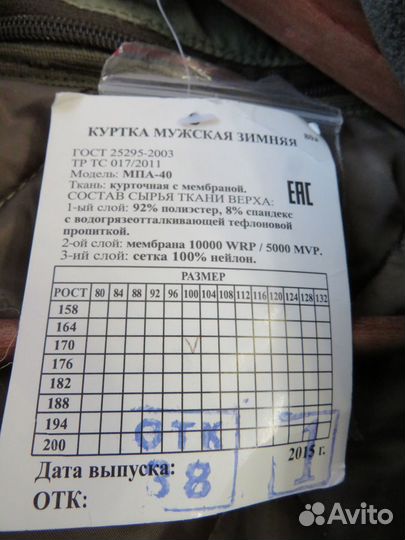 КУРТКА МУЖСКАЯ ЗИМНЯЯ
ГОСТ 25295-2003
ТР ТС 017/2011
Модель: МПА-40
Ткань: курточная с мембраной.
СОСТАВ СЫРЬЯ ТКАНИ ВЕРХА:
1-ый слой: 92% полиэстер, 8% спандекс
с водогрязеотталкивающей тефлоновой
пропиткой.
2-ой слой: мембрана 10000 WRP / 5000 MVP.
3-ий слой: сетка 100% нейлон.
EAC
РАЗМЕР
РОСТ 80 84 88 92 96 100 104 108 112 116 120 124 128 132
158
164
170 V
176
182
188
194
200
ОТК
38
1
2015 г.
Дата выпуска:
ОТК:
Avito